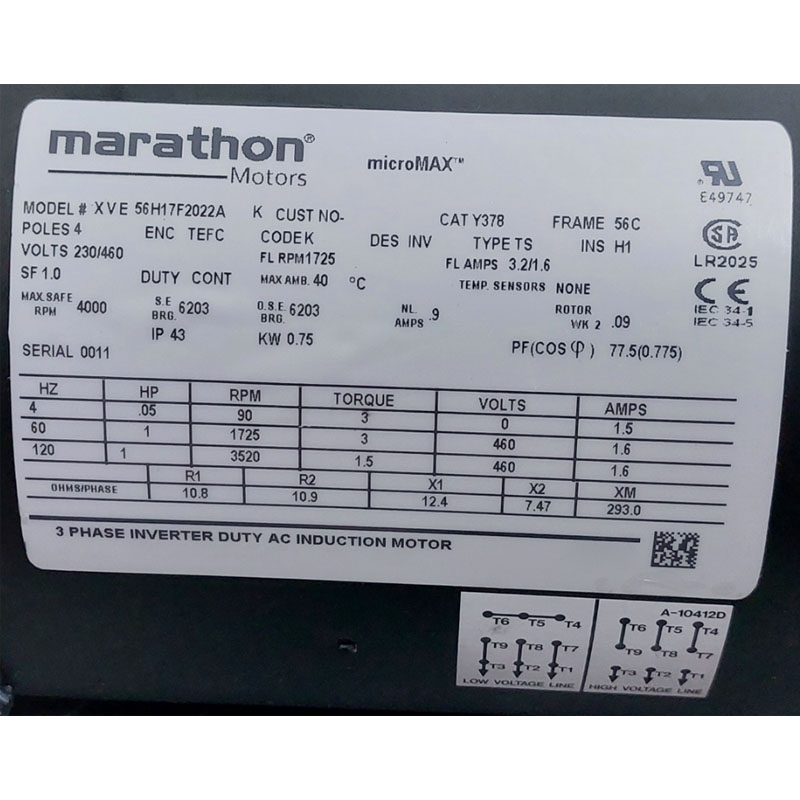 marathon®
Motors
microMAX™
E49747
LR2025
CE
IEC 34-1
IEC 34-5
MODEL # XVE 56H17F2022A K CUST NO- CAT Y378 FRAME 56C
POLES 4 ENC TEFC CODE K DES INV TYPE TS INS H1
VOLTS 230/460 FL RPM 1725 FL AMPS 3.2/1.6
SF 1.0 DUTY CONT MAX AMB. 40 °C TEMP. SENSORS NONE
MAX. SAFE RPM 4000 S.E BRG. 6203 O.S.E BRG. 6203 NL. AMPS .9 ROTOR WK 2 .09
IP 43 KW 0.75 PF(COS φ) 77.5(0.775)
SERIAL 0011
HZ HP RPM TORQUE VOLTS AMPS
4 .05 90 3 0 1.5
60 1 1725 3 460 1.6
120 1 3520 1.5 460 1.6
R1 R2 X1 X2 XM
OHMS/PHASE 10.8 10.9 12.4 7.47 293.0
3 PHASE INVERTER DUTY AC INDUCTION MOTOR
A-10412D
T6 T5 T4
T9 T8 T7
T3 T2 T1
LOW VOLTAGE LINE
T6 T5 T4
T9 T8 T7
T3 T2 T1
HIGH VOLTAGE LINE